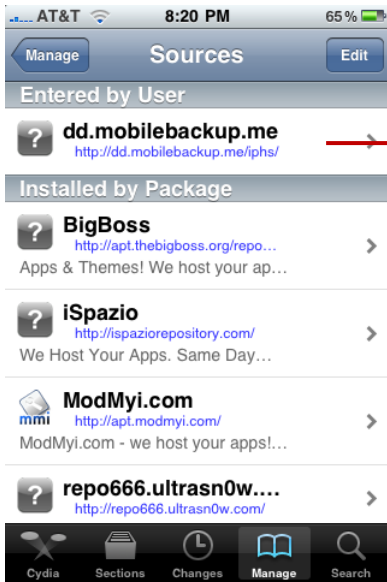 AT&T 8:20 PM 65%
Manage Sources Edit
Entered by User
dd.mobilebackup.me
http://dd.mobilebackup.me/iphs/
Installed by Package
BigBoss
http://apt.thebigboss.org/repo...
Apps & Themes! We host your ap...
iSpazio
http://ispaziorepository.com/
We Host Your Apps. Same Day...
ModMyi.com
mmi
http://apt.modmyi.com/
ModMyi.com - we host your apps!...
repo666.ultrasn0w....
http://repo666.ultrasn0w.com/
Cydia Sections Changes Manage Search